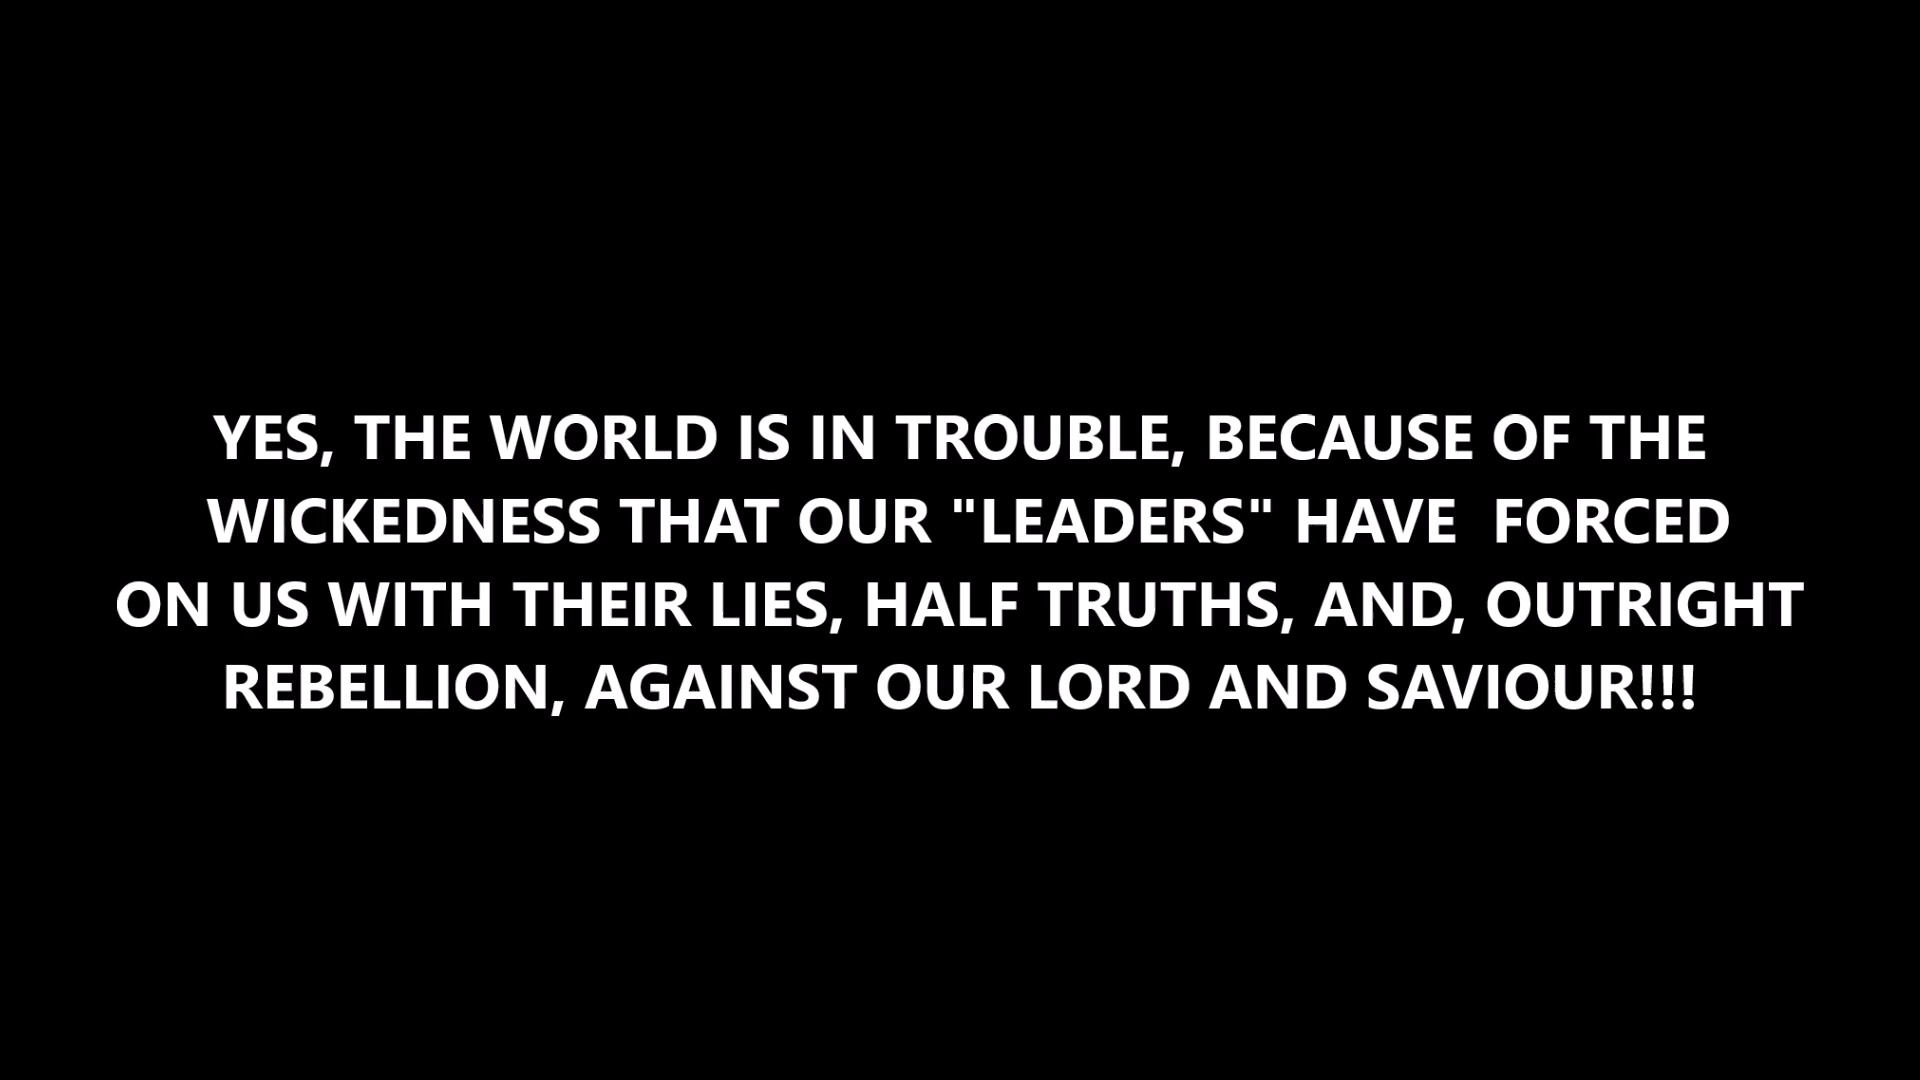 YES, THE WORLD IS IN TROUBLE, BECAUSE OF THE
WICKEDNESS THAT OUR "LEADERS" HAVE  FORCED
ON US WITH THEIR LIES, HALF TRUTHS, AND, OUTRIGHT
REBELLION, AGAINST OUR LORD AND SAVIOUR!!!